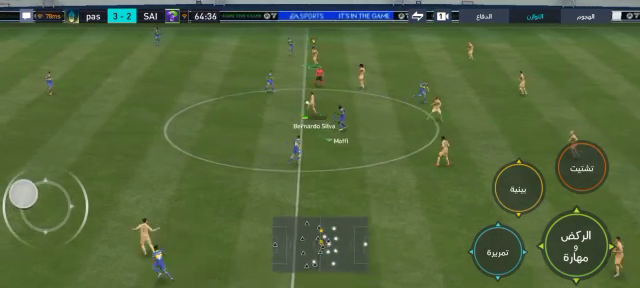 78ms pas 3 - 2 SAI 64:36 EA SPORTS IT'S IN THE GAME 1 الدفاع التوازن الهجوم
Bernardo Silva
Moffi
تشتيت
بينية
تمريرة
الركض
و
مهارة